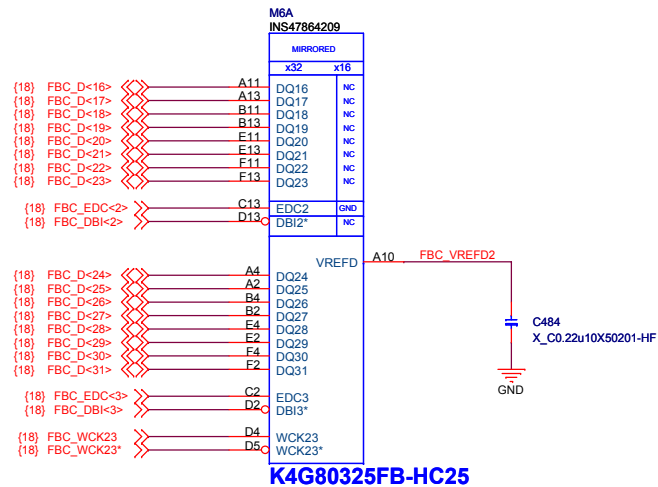 M6A
INS47864209
MIRRORED
x32 x16
{18} FBC_D<16> A11 DQ16 NC
{18} FBC_D<17> A13 DQ17 NC
{18} FBC_D<18> B11 DQ18 NC
{18} FBC_D<19> B13 DQ19 NC
{18} FBC_D<20> E11 DQ20 NC
{18} FBC_D<21> E13 DQ21 NC
{18} FBC_D<22> F11 DQ22 NC
{18} FBC_D<23> F13 DQ23 NC
{18} FBC_EDC<2> C13 EDC2 GND
{18} FBC_DBI<2> D13 DBI2* NC
VREFD A10 FBC_VREFD2
{18} FBC_D<24> A4 DQ24
{18} FBC_D<25> A2 DQ25
{18} FBC_D<26> B4 DQ26
{18} FBC_D<27> B2 DQ27
{18} FBC_D<28> E4 DQ28
{18} FBC_D<29> E2 DQ29
{18} FBC_D<30> F4 DQ30
{18} FBC_D<31> F2 DQ31
C484
X_C0.22u10X50201-HF
GND
{18} FBC_EDC<3> C2 EDC3
{18} FBC_DBI<3> D2 DBI3*
{18} FBC_WCK23 D4 WCK23
{18} FBC_WCK23* D5 WCK23*
K4G80325FB-HC25